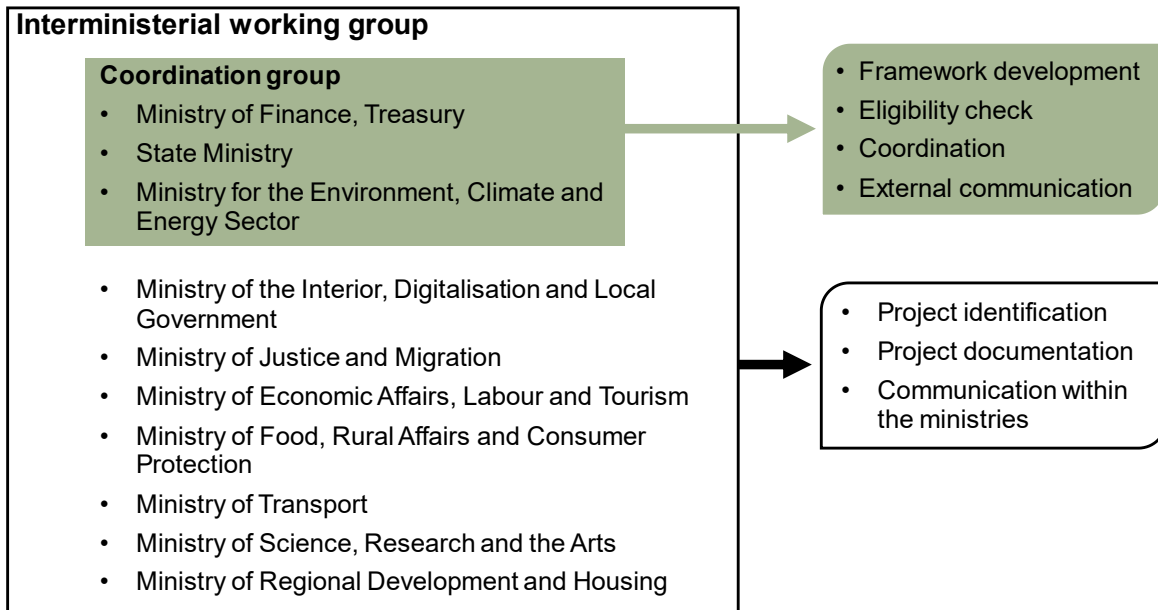 Interministerial working group
Coordination group
• Ministry of Finance, Treasury
• State Ministry
• Ministry for the Environment, Climate and
Energy Sector
• Ministry of the Interior, Digitalisation and Local
Government
• Ministry of Justice and Migration
• Ministry of Economic Affairs, Labour and Tourism
• Ministry of Food, Rural Affairs and Consumer
Protection
• Ministry of Transport
• Ministry of Science, Research and the Arts
• Ministry of Regional Development and Housing
• Framework development
• Eligibility check
• Coordination
• External communication
• Project identification
• Project documentation
• Communication within
the ministries